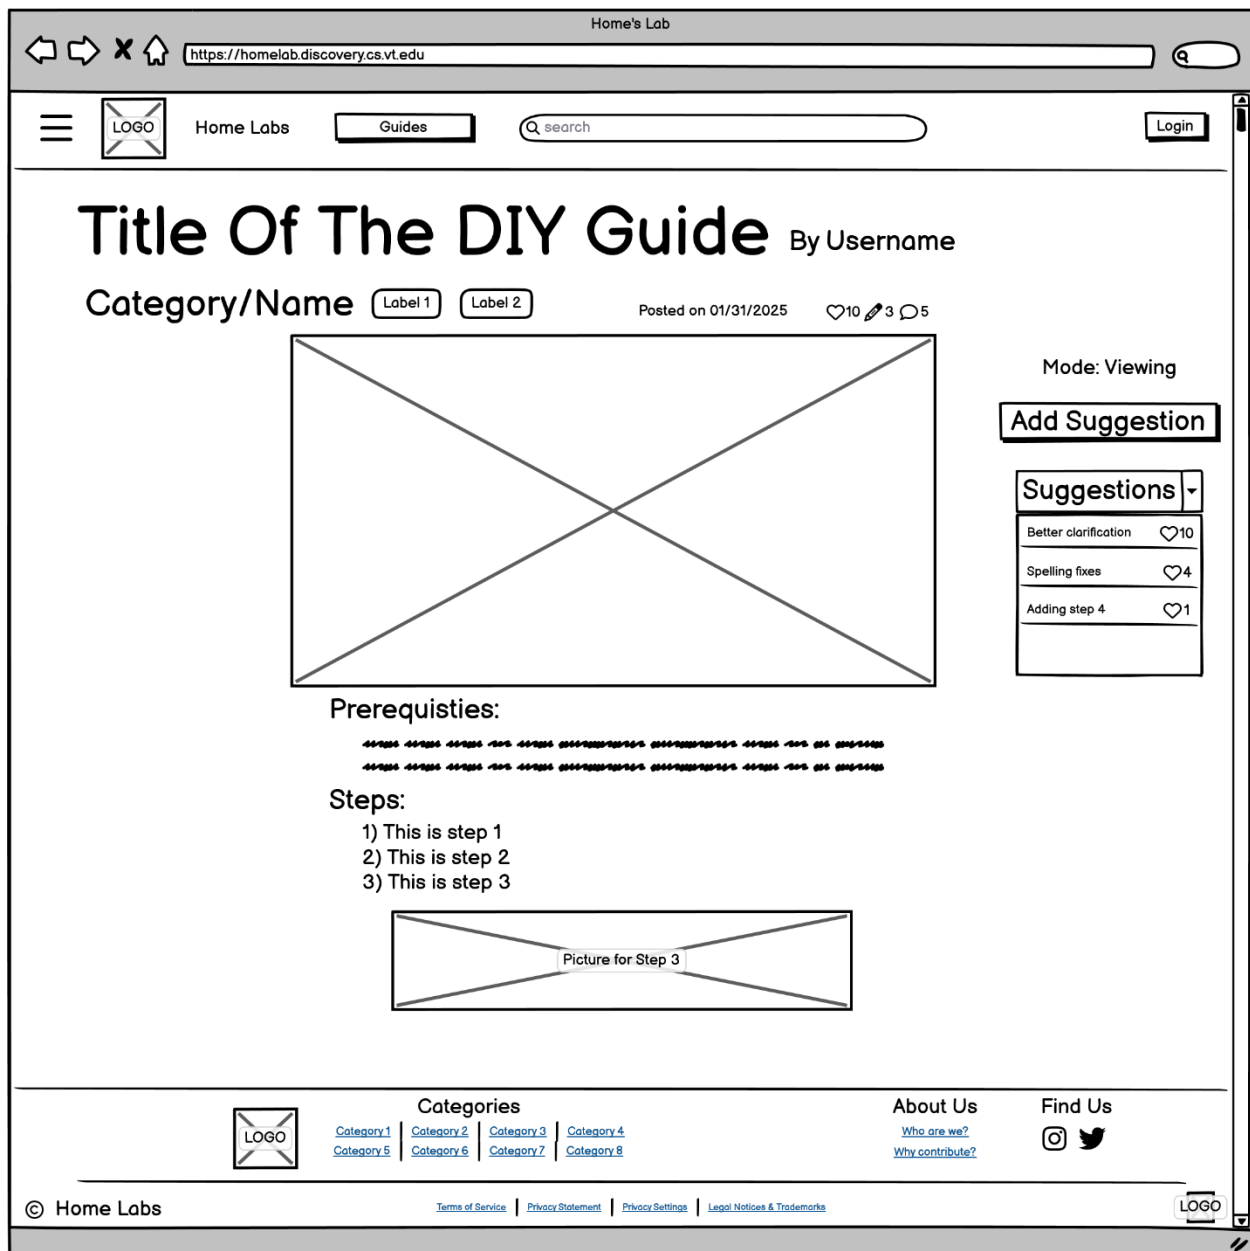 Home's Lab
https://homelab.discovery.cs.vt.edu
LOGO Home Labs Guides search Login
Title Of The DIY Guide By Username
Category/Name Label 1 Label 2 Posted on 01/31/2025 10 3 5
Mode: Viewing
Add Suggestion
Suggestions
Better clarification 10
Spelling fixes 4
Adding step 4 1
Prerequisties:
Steps:
1) This is step 1
2) This is step 2
3) This is step 3
Picture for Step 3
LOGO
Categories
Category 1 Category 2 Category 3 Category 4
Category 5 Category 6 Category 7 Category 8
About Us
Who are we?
Why contribute?
Find Us
© Home Labs Terms of Service Privacy Statement Privacy Settings Legal Notices & Trademarks LOGO